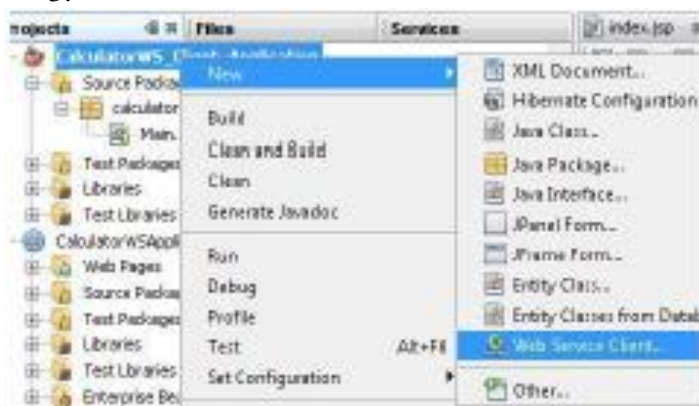 Projects Files Services index.jsp
CalculatorWS_Client_Application
Source Packa
calculator
Main.
Test Packages
Libraries
Test Libraries
CalculatorWSAppli
Web Pages
Source Packa
Test Packages
Libraries
Test Libraries
Enterprise Be
New
Build
Clean and Build
Clean
Generate Javadoc
Run
Debug
Profile
Test Alt+F6
Set Configuration
XML Document...
Hibernate Configuration
Java Class...
Java Package...
Java Interface...
JPanel Form...
JFrame Form...
Entity Class...
Entity Classes from Datab
Web Service Client...
Other...